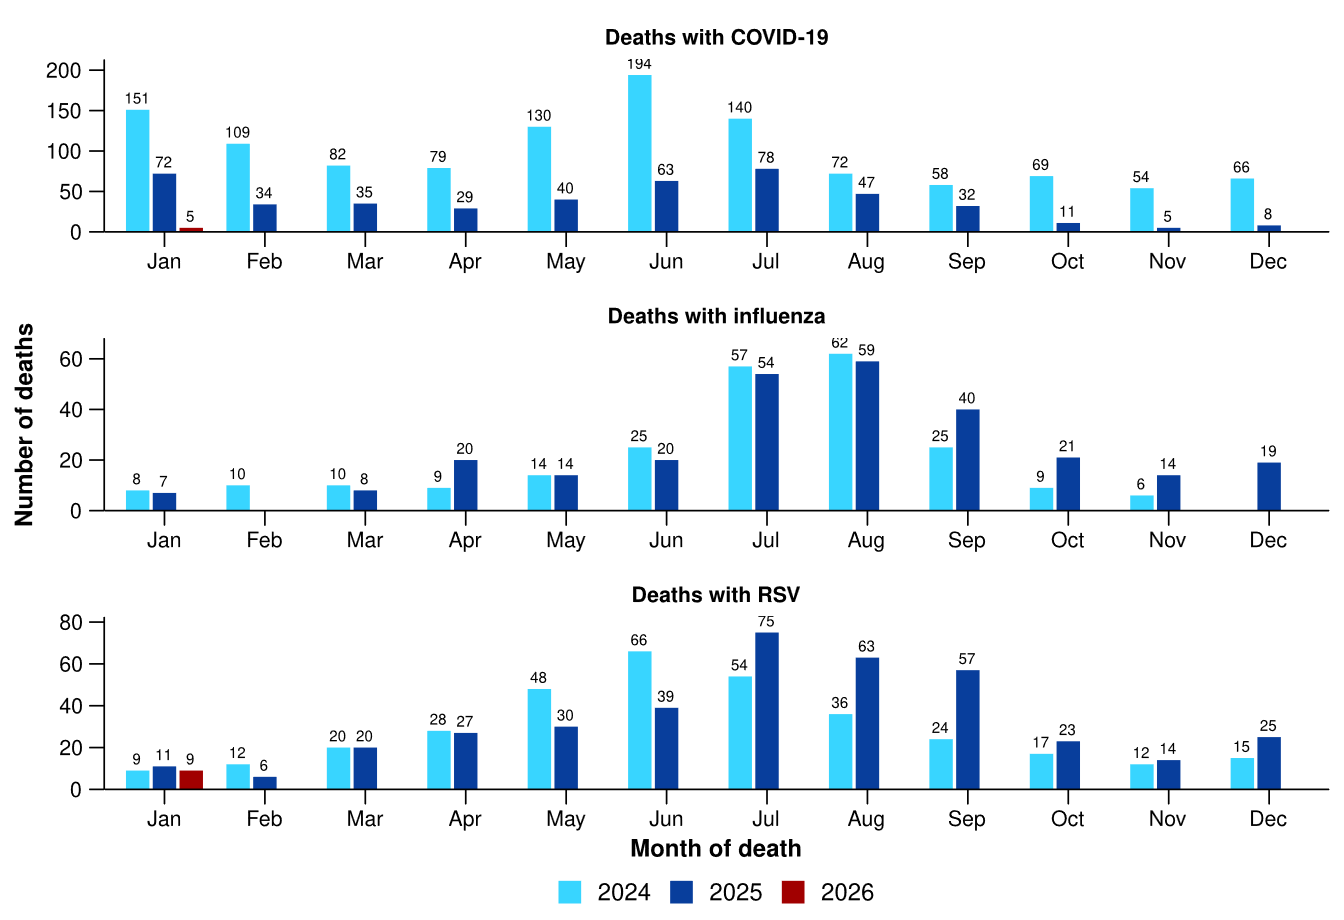 Deaths with COVID-19
200
150
100
50
0
151 72 5 109 34 82 35 79 29 130 40 194 63 140 78 72 47 58 32 69 11 54 5 66 8
Jan Feb Mar Apr May Jun Jul Aug Sep Oct Nov Dec
Number of deaths
Deaths with influenza
60
40
20
0
8 7 10 10 8 9 20 14 14 25 20 57 54 62 59 25 40 9 21 6 14 19
Jan Feb Mar Apr May Jun Jul Aug Sep Oct Nov Dec
Deaths with RSV
80
60
40
20
0
9 11 9 12 6 20 20 28 27 48 30 66 39 54 75 36 63 24 57 17 23 12 14 15 25
Jan Feb Mar Apr May Jun Jul Aug Sep Oct Nov Dec
Month of death
2024 2025 2026